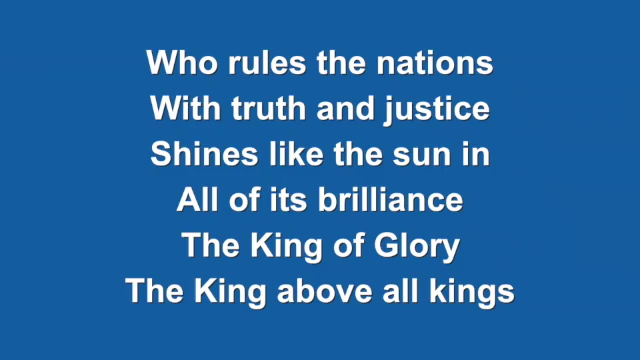 Who rules the nations
With truth and justice
Shines like the sun in
All of its brilliance
The King of Glory
The King above all kings